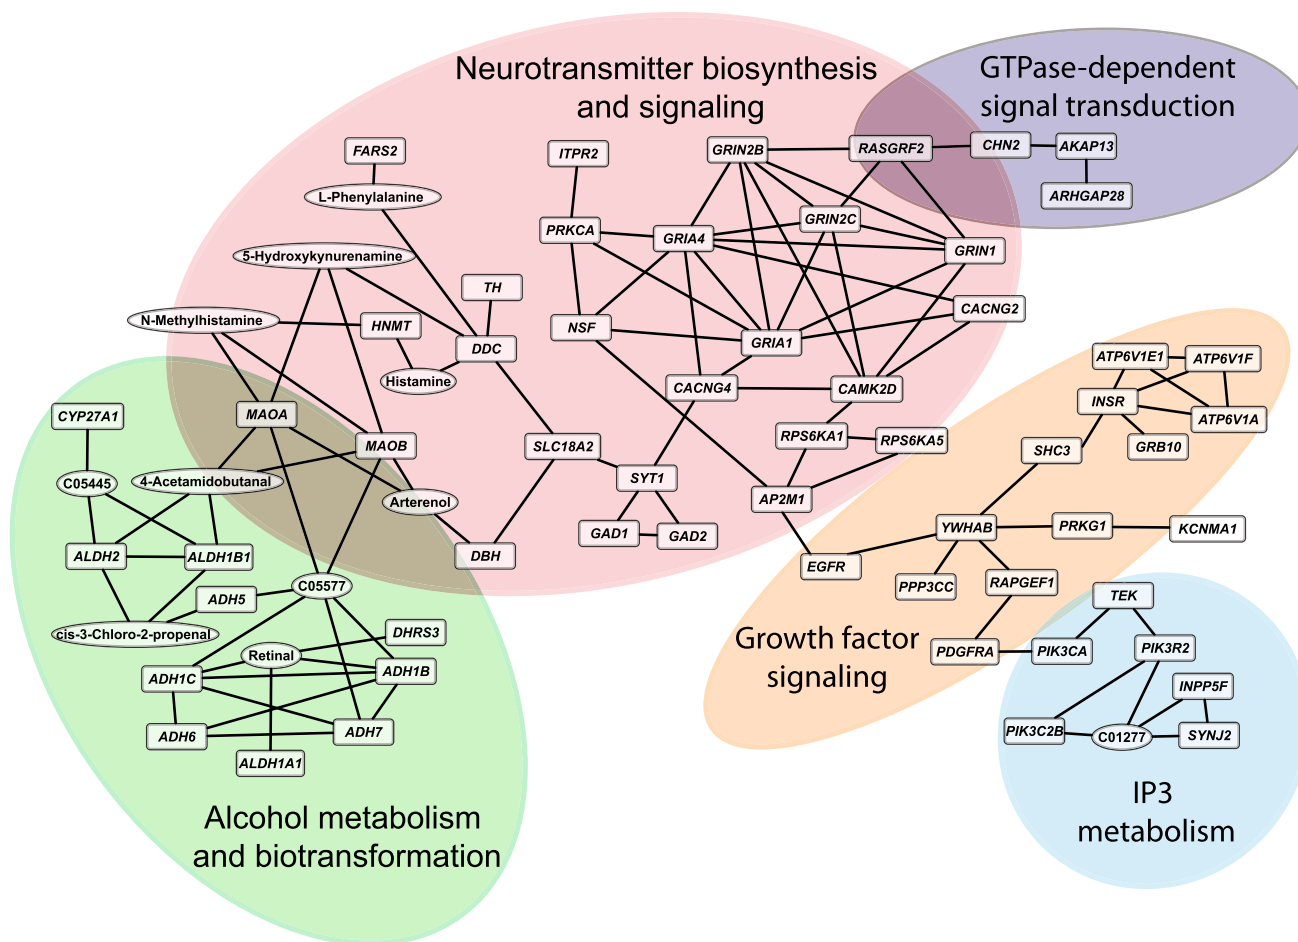 Neurotransmitter biosynthesis
and signaling
GTPase-dependent
signal transduction
FARS2
ITPR2
GRIN2B
RASGRF2
CHN2
AKAP13
L-Phenylalanine
ARHGAP28
PRKCA
GRIA4
GRIN2C
GRIN1
5-Hydroxykynurenamine
TH
CACNG2
N-Methylhistamine
HNMT
NSF
GRIA1
DDC
Histamine
CACNG4
CAMK2D
ATP6V1E1
ATP6V1F
INSR
ATP6V1A
CYP27A1
MAOA
MAOB
SLC18A2
RPS6KA1
RPS6KA5
SHC3
GRB10
C05445
4-Acetamidobutanal
Arterenol
SYT1
AP2M1
GAD1
GAD2
YWHAB
PRKG1
KCNMA1
ALDH2
ALDH1B1
DBH
EGFR
C05577
PPP3CC
RAPGEF1
TEK
ADH5
cis-3-Chloro-2-propenal
DHRS3
Growth factor
signaling
PDGFRA
PIK3CA
PIK3R2
Retinal
ADH1C
ADH1B
INPP5F
ADH6
ADH7
PIK3C2B
C01277
SYNJ2
ALDH1A1
IP3
metabolism
Alcohol metabolism
and biotransformation